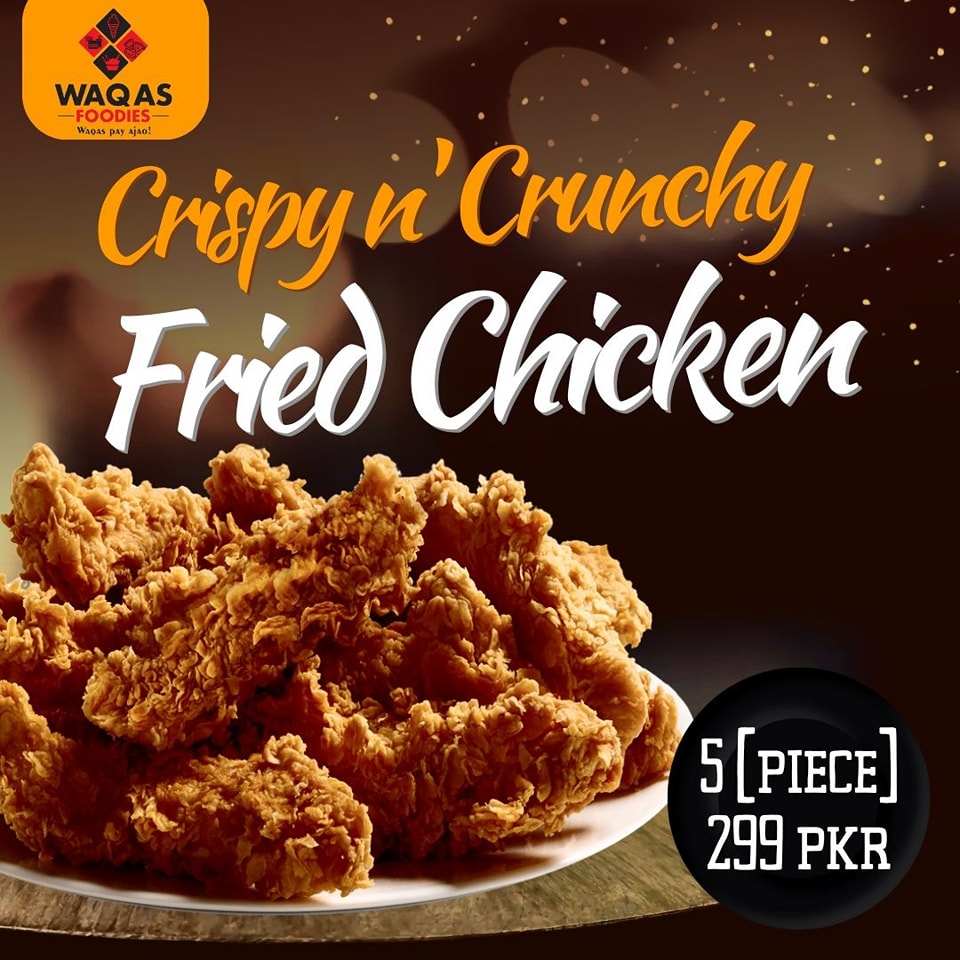 WAQAS
FOODIES
Waqas pay ajao!
Crispy n' Crunchy
Fried Chicken
5 [PIECE]
299 PKR